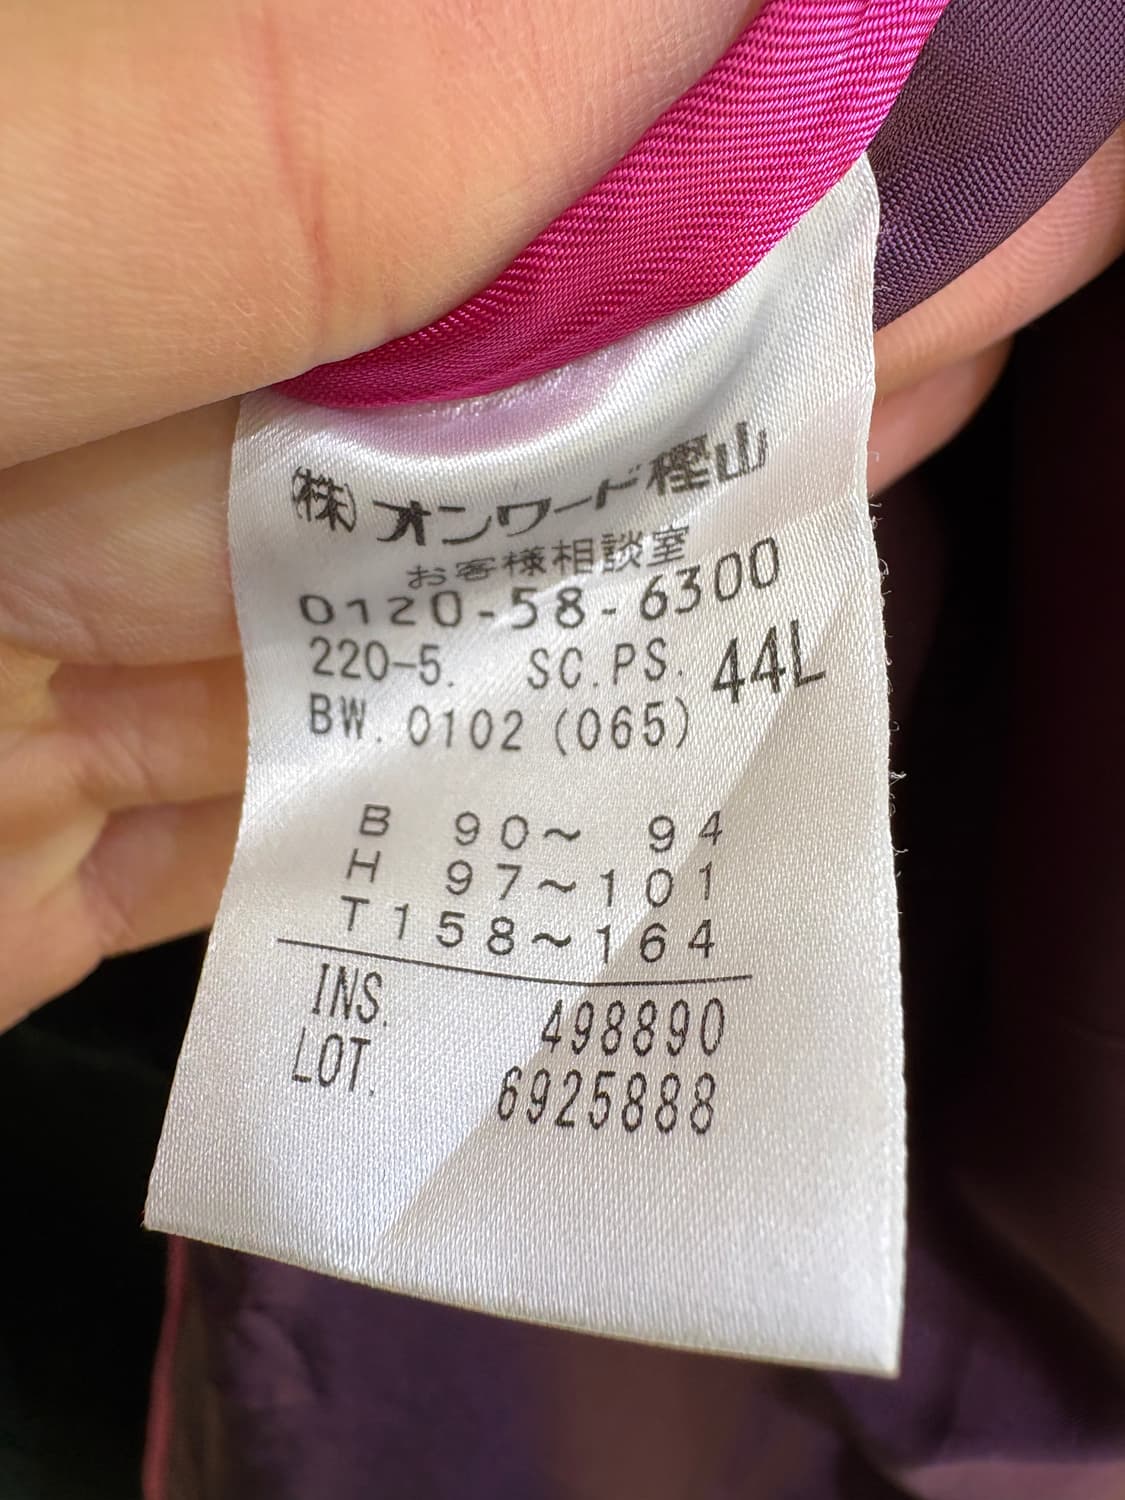 (株)オンワード樫山
お客様相談室
0120-58-6300
220-5. SC.PS. 44L
BW. 0102 (065)
B 90~ 94
H 97~101
T158~164
INS. 498890
LOT. 6925888